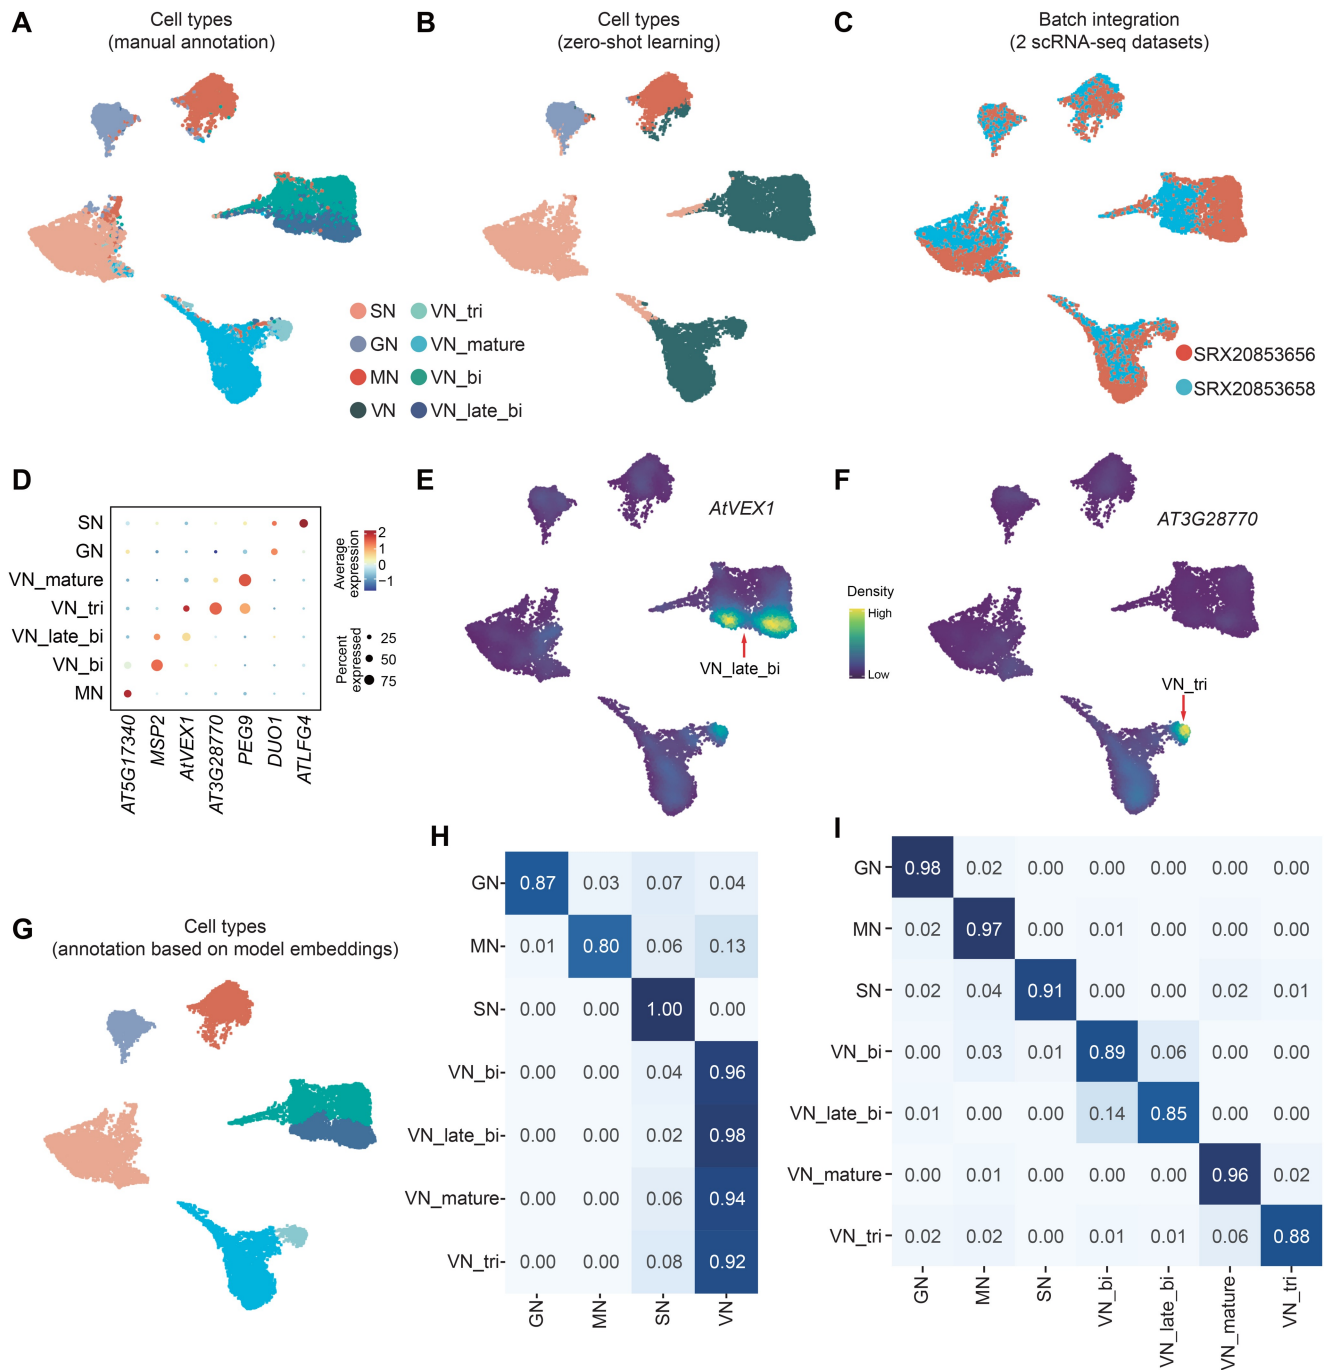 A
Cell types
(manual annotation)
B
Cell types
(zero-shot learning)
C
Batch integration
(2 scRNA-seq datasets)
SN
VN_tri
GN
VN_mature
MN
VN_bi
VN
VN_late_bi
SRX20853656
SRX20853658
D
SN
GN
VN_mature
VN_tri
VN_late_bi
VN_bi
MN
AT5G17340
MSP2
AtVEX1
AT3G28770
PEG9
DUO1
ATLFG4
Average
expression
2
1
0
−1
Percent
expressed
25
50
75
E
AtVEX1
VN_late_bi
Density
High
Low
F
AT3G28770
VN_tri
G
Cell types
(annotation based on model embeddings)
H
GN 0.87 0.03 0.07 0.04
MN 0.01 0.80 0.06 0.13
SN 0.00 0.00 1.00 0.00
VN_bi 0.00 0.00 0.04 0.96
VN_late_bi 0.00 0.00 0.02 0.98
VN_mature 0.00 0.00 0.06 0.94
VN_tri 0.00 0.00 0.08 0.92
GN MN SN VN
I
GN 0.98 0.02 0.00 0.00 0.00 0.00 0.00
MN 0.02 0.97 0.00 0.01 0.00 0.00 0.00
SN 0.02 0.04 0.91 0.00 0.00 0.02 0.01
VN_bi 0.00 0.03 0.01 0.89 0.06 0.00 0.00
VN_late_bi 0.01 0.00 0.00 0.14 0.85 0.00 0.00
VN_mature 0.00 0.01 0.00 0.00 0.00 0.96 0.02
VN_tri 0.02 0.02 0.00 0.01 0.01 0.06 0.88
GN MN SN VN_bi VN_late_bi VN_mature VN_tri